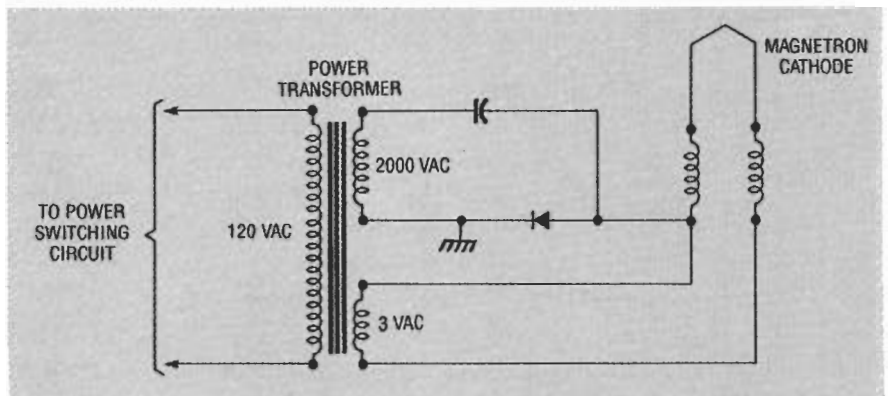 POWER
TRANSFORMER
MAGNETRON
CATHODE
2000 VAC
TO POWER
SWITCHING
CIRCUIT
120 VAC
3 VAC